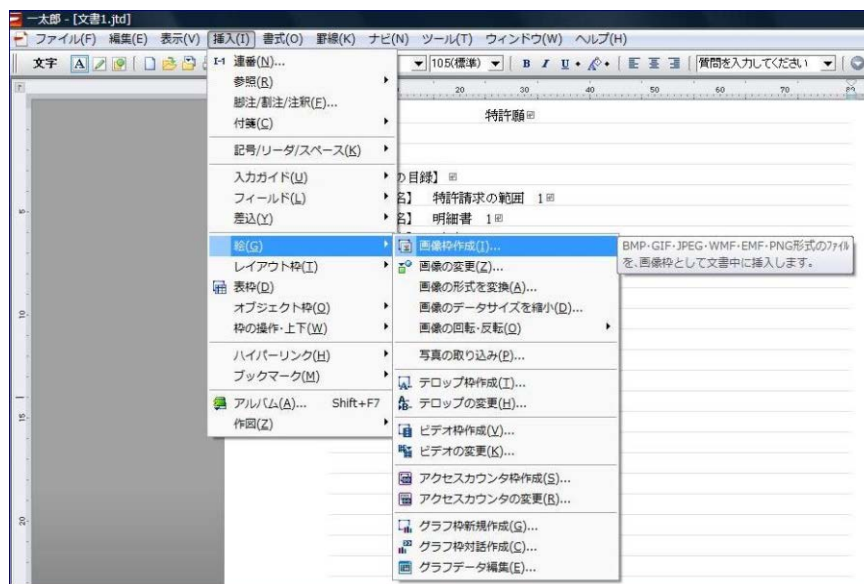 一太郎 - [文書1.jtd]
ファイル(F) 編集(E) 表示(V) 挿入(I) 書式(O) 罫線(K) ナビ(N) ツール(T) ウィンドウ(W) ヘルプ(H)
文字 A 10.5(標準) B I U 質問を入力してください
20 30 40 50 60 70 80
連番(N)...
参照(R)
脚注/割注/注釈(F)...
付箋(C)
記号/リーダ/スペース(K)
入力ガイド(U)
フィールド(L)
差込(Y)
絵(G)
レイアウト枠(T)
表枠(D)
オブジェクト枠(O)
枠の操作・上下(W)
ハイパーリンク(H)
ブックマーク(M)
アルバム(A)... Shift+F7
作図(Z)
特許願
の目録】
名】 特許請求の範囲 1
名】 明細書 1
画像枠作成(I)...
画像の変更(Z)...
画像の形式を変換(A)...
画像のデータサイズを縮小(D)...
画像の回転・反転(O)
写真の取り込み(P)...
テロップ枠作成(T)...
テロップの変更(H)...
ビデオ枠作成(V)...
ビデオの変更(K)...
アクセスカウンタ枠作成(S)...
アクセスカウンタの変更(R)...
グラフ枠新規作成(G)...
グラフ枠対話作成(C)...
グラフデータ編集(E)...
BMP・GIF・JPEG・WMF・EMF・PNG形式のファイル
を、画像枠として文書中に挿入します。
5
10
15
20